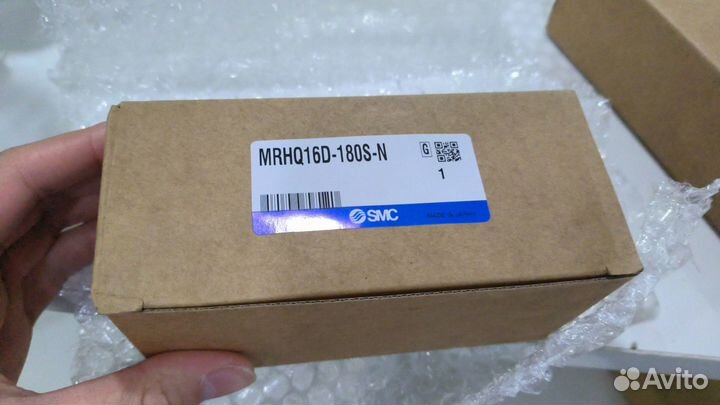 MRHQ16D-180S-N
G
1
SMC
MADE IN JAPAN
Avito